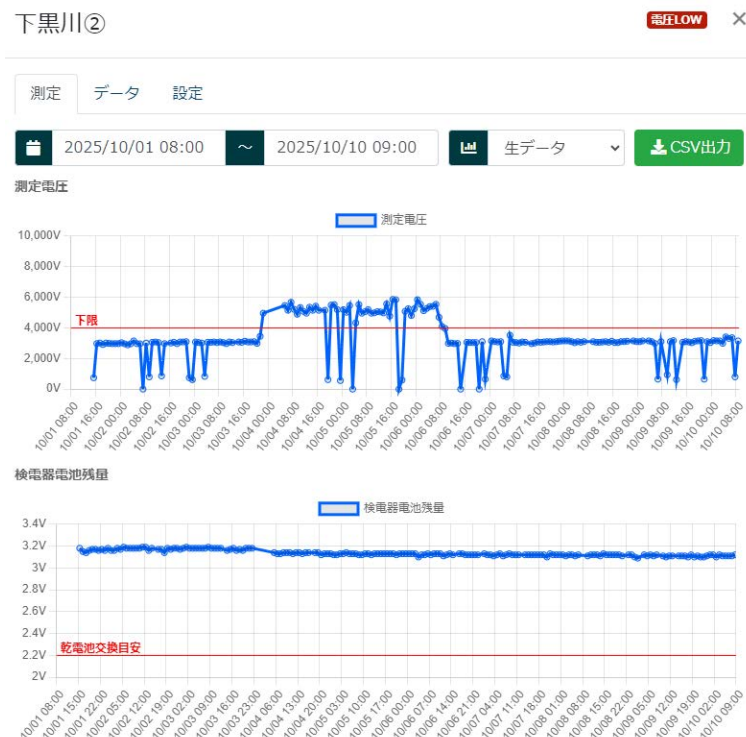 下黒川②
電圧LOW ×
測定 データ 設定
2025/10/01 08:00 ～ 2025/10/10 09:00 生データ CSV出力
測定電圧
測定電圧
10,000V
8,000V
6,000V
下限
4,000V
2,000V
0V
10/01 08:00 10/01 16:00 10/02 00:00 10/02 08:00 10/02 16:00 10/03 00:00 10/03 08:00 10/03 16:00 10/04 00:00 10/04 08:00 10/04 16:00 10/05 00:00 10/05 08:00 10/05 16:00 10/06 00:00 10/06 08:00 10/06 16:00 10/07 00:00 10/07 08:00 10/07 16:00 10/08 00:00 10/08 08:00 10/08 16:00 10/09 00:00 10/09 08:00 10/09 16:00 10/10 00:00 10/10 08:00
検電器電池残量
検電器電池残量
3.4V
3.2V
3V
2.8V
2.6V
2.4V
乾電池交換目安
2.2V
2V
10/01 08:00 10/01 15:00 10/01 22:00 10/02 05:00 10/02 12:00 10/02 19:00 10/03 02:00 10/03 09:00 10/03 16:00 10/03 23:00 10/04 06:00 10/04 13:00 10/04 20:00 10/05 03:00 10/05 10:00 10/05 17:00 10/06 00:00 10/06 07:00 10/06 14:00 10/06 21:00 10/07 04:00 10/07 11:00 10/07 18:00 10/08 01:00 10/08 08:00 10/08 15:00 10/08 22:00 10/09 05:00 10/09 12:00 10/09 19:00 10/10 02:00 10/10 09:00